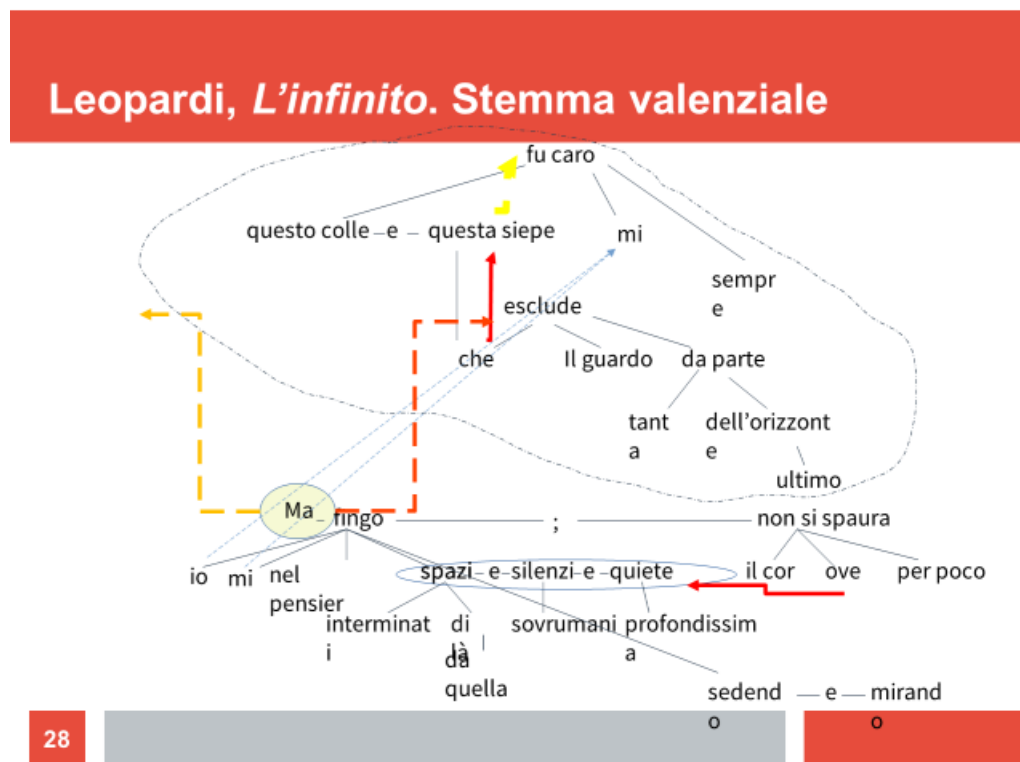 Leopardi, L’infinito. Stemma valenziale
fu caro
questo colle e questa siepe
mi
sempr
e
esclude
che
Il guardo
da parte
tant
a
dell’orizzont
e
ultimo
Ma fingo
;
non si spaura
io
mi
nel
pensier
spazi e silenzi e quiete
il cor
ove
per poco
interminat
i
di
là
da
quella
sovrumani
profondissim
a
sedend
o
e
mirand
o
28